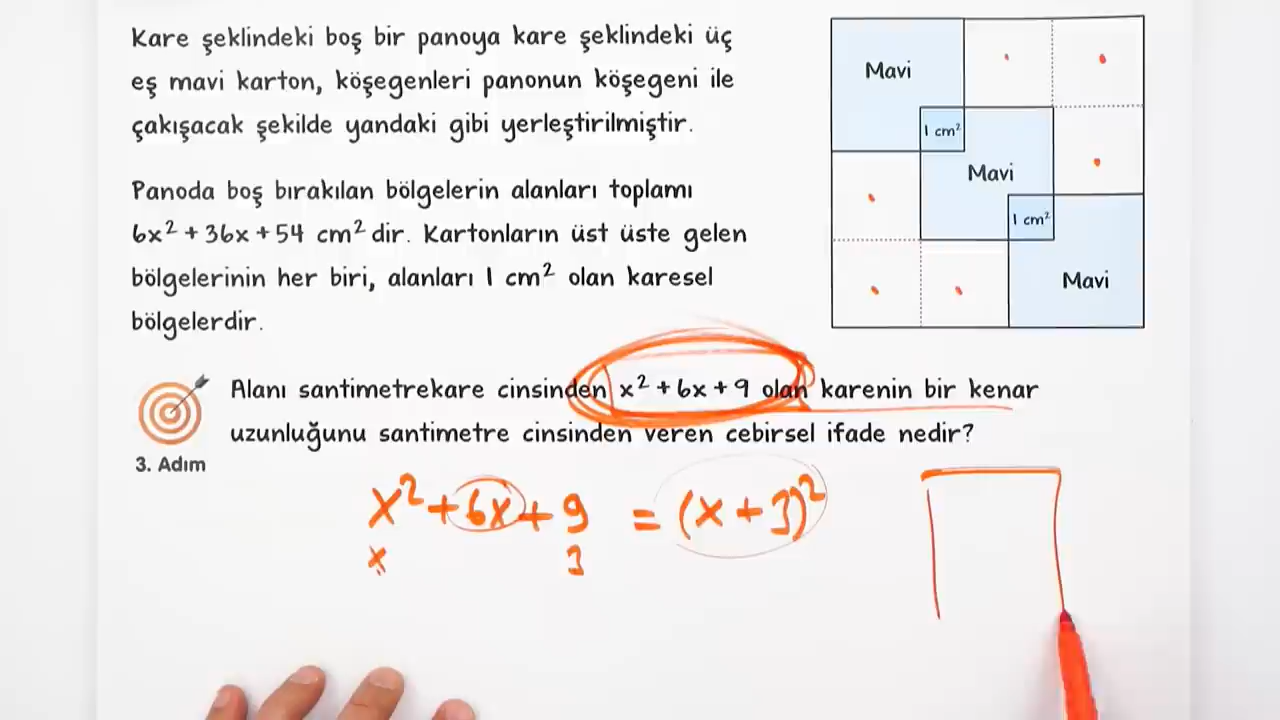 Kare şeklindeki boş bir panoya kare şeklindeki üç
eş mavi karton, köşegenleri panonun köşegeni ile
çakışacak şekilde yandaki gibi yerleştirilmiştir.
Panoda boş bırakılan bölgelerin alanları toplamı
6x² + 36x + 54 cm² dir. Kartonların üst üste gelen
bölgelerinin her biri, alanları 1 cm² olan karesel
bölgelerdir.
Mavi
1 cm²
Mavi
1 cm²
Mavi
Alanı santimetrekare cinsinden x² + 6x + 9 olan karenin bir kenar
uzunluğunu santimetre cinsinden veren cebirsel ifade nedir?
3. Adım
x² + 6x + 9 = (x + 3)²
x 3